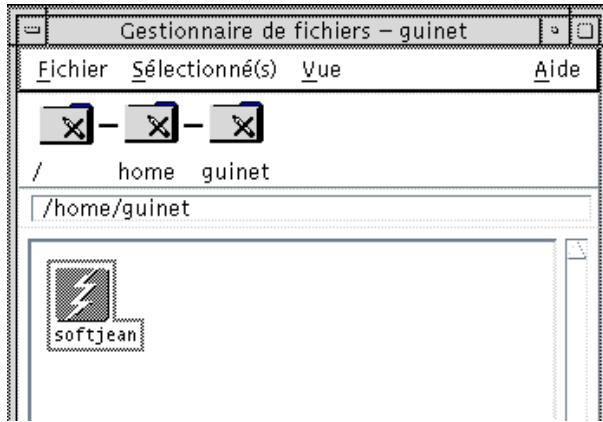 Gestionnaire de fichiers – guinet
Fichier Sélectionné(s) Vue Aide
/ home guinet
/home/guinet
softjean